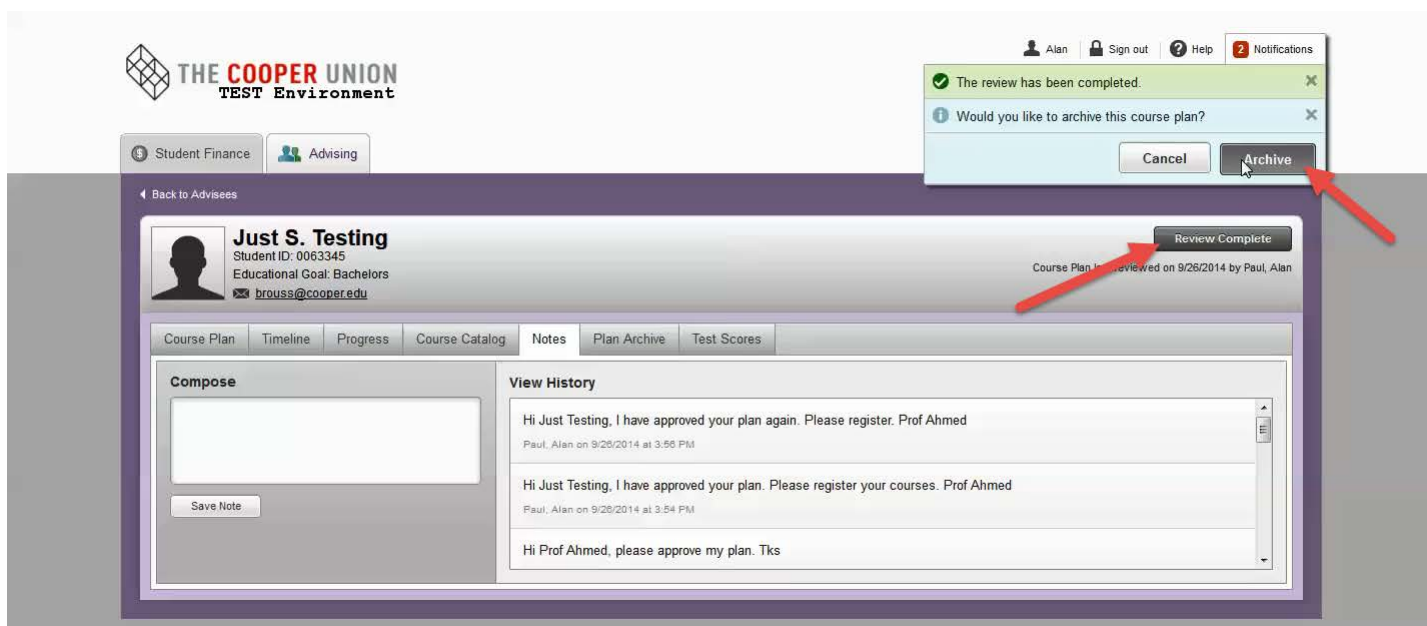 THE COOPER UNION
TEST Environment
Alan Sign out Help 2 Notifications
The review has been completed.
Would you like to archive this course plan?
Cancel Archive
Student Finance Advising
Back to Advisees
Just S. Testing
Student ID: 0063345
Educational Goal: Bachelors
brouss@cooper.edu
Review Complete
Course Plan reviewed on 9/26/2014 by Paul, Alan
Course Plan Timeline Progress Course Catalog Notes Plan Archive Test Scores
Compose
Save Note
View History
Hi Just Testing, I have approved your plan again. Please register. Prof Ahmed
Paul, Alan on 9/26/2014 at 3:56 PM
Hi Just Testing, I have approved your plan. Please register your courses. Prof Ahmed
Paul, Alan on 9/26/2014 at 3:54 PM
Hi Prof Ahmed, please approve my plan. Tks